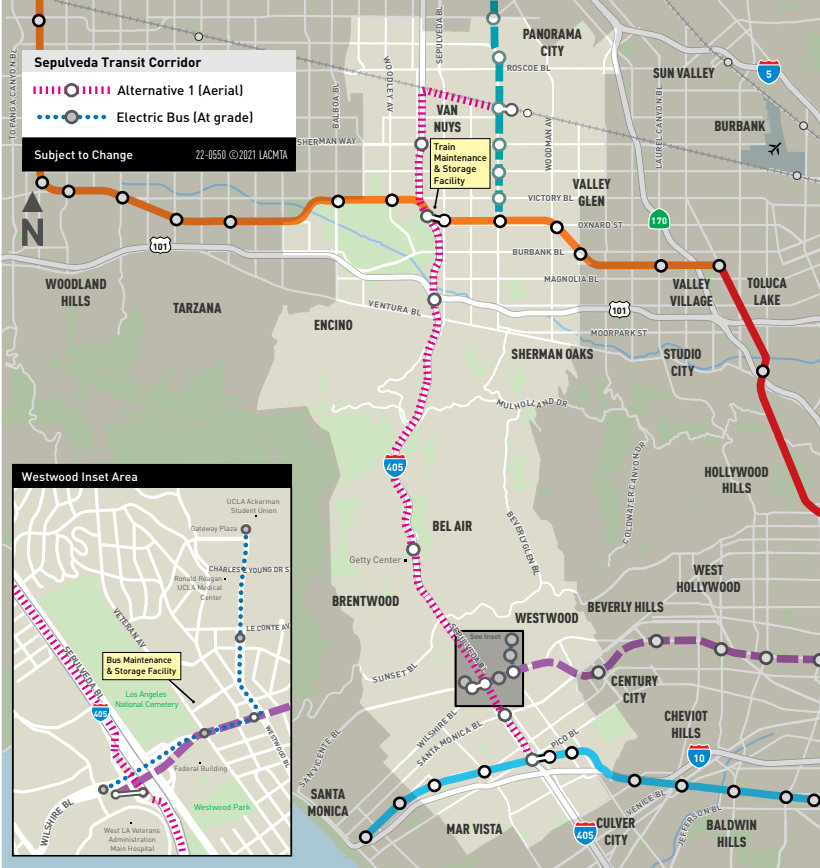 Sepulveda Transit Corridor
Alternative 1 (Aerial)
Electric Bus (At grade)
Subject to Change
22-0550 ©2021 LACMTA
TOPANGA CANYON BL
BALBOA BL
WOODLEY AV
SEPULVEDA BL
PANORAMA
CITY
ROSCOE BL
SUN VALLEY
5
BURBANK
LAUREL CANYON BL
WOODMAN AV
VAN
NUYS
SHERMAN WAY
Train
Maintenance
& Storage
Facility
VALLEY
GLEN
VICTORY BL
OXNARD ST
170
N
101
BURBANK BL
MAGNOLIA BL
WOODLAND
HILLS
TARZANA
VENTURA BL
ENCINO
101
VALLEY
VILLAGE
TOLUCA
LAKE
MOORPARK ST
SHERMAN OAKS
STUDIO
CITY
MULHOLLAND DR
405
COLDWATER CANYON DR
HOLLYWOOD
HILLS
BEL AIR
BEVERLY GLEN BL
Getty Center
WEST
HOLLYWOOD
BRENTWOOD
WESTWOOD
BEVERLY HILLS
See Inset
SEPULVEDA BL
SUNSET BL
CENTURY
CITY
WILSHIRE BL
SANTA MONICA BL
PICO BL
CHEVIOT
HILLS
10
SAN VICENTE BL
SANTA
MONICA
VENICE BL
JEFFERSON BL
MAR VISTA
405
CULVER
CITY
BALDWIN
HILLS
Westwood Inset Area
UCLA Ackerman
Student Union
Gateway Plaza
CHARLES E YOUNG DR S
Ronald Reagan
UCLA Medical
Center
LE CONTE AV
VETERAN AV
SEPULVEDA BL
Bus Maintenance
& Storage Facility
Los Angeles
National Cemetery
405
WESTWOOD BL
Federal Building
WILSHIRE BL
Westwood Park
West LA Veterans
Administration
Main Hospital